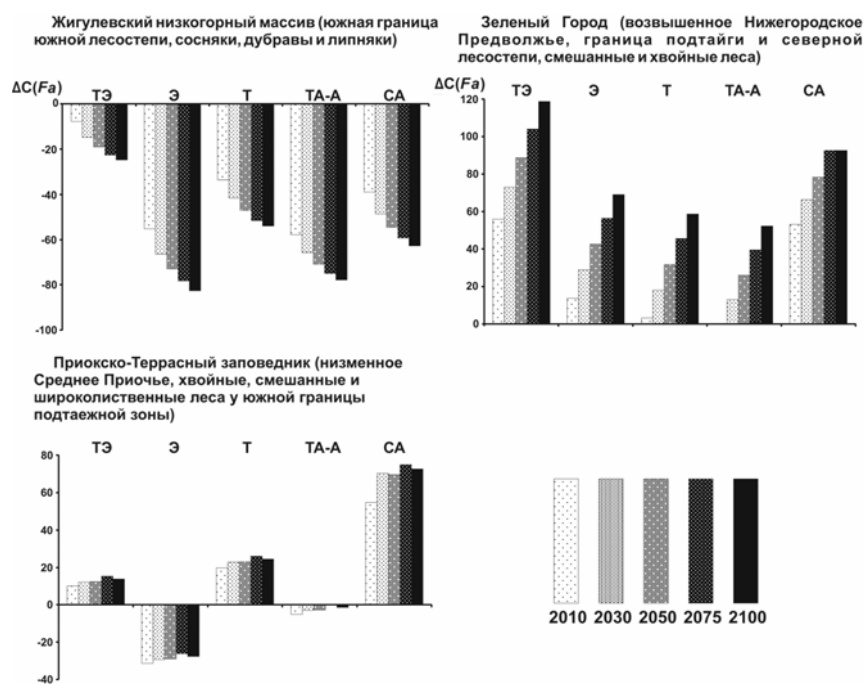 Жигулевский низкогорный массив (южная граница
южной лесостепи, сосняки, дубравы и липняки)
ΔC(Fa)
ТЭ Э Т ТА-А СА
0
-20
-40
-60
-80
-100
Зеленый Город (возвышенное Нижегородское
Предволжье, граница подтайги и северной
лесостепи, смешанные и хвойные леса)
ΔC(Fa)
ТЭ Э Т ТА-А СА
120
100
80
60
40
20
0
Приокско-Террасный заповедник (низменное
Среднее Приочье, хвойные, смешанные и
широколиственные леса у южной границы
подтаежной зоны)
ТЭ Э Т ТА-А СА
80
60
40
20
0
-20
-40
2010 2030 2050 2075 2100